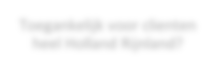 Toegankelijk voor cliënten
heel Holland Rijnland?